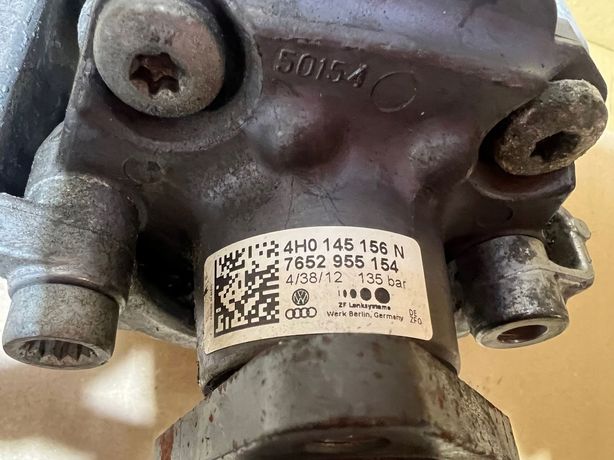 50154
4H0 145 156 N
7652 955 154
4/38/12 135 bar
ZF Lenksysteme
Werk Berlin, Germany
DE
ZFO